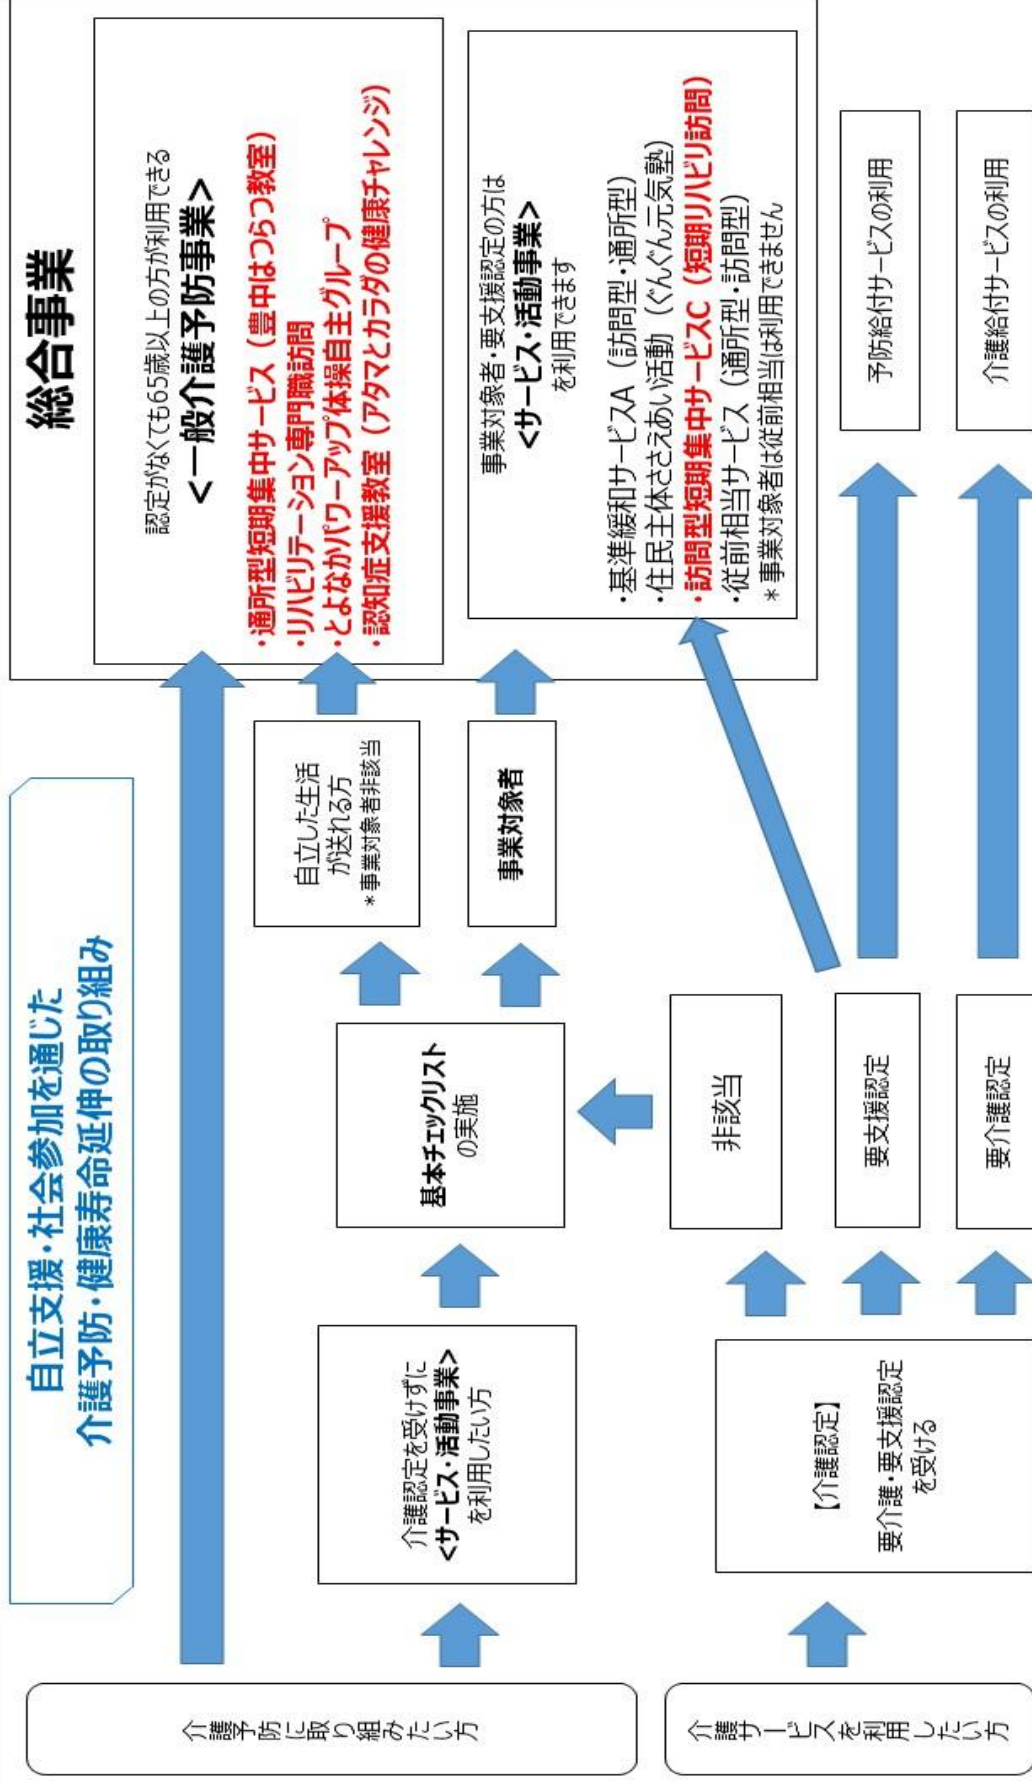 自立支援・社会参加を通じた
介護予防・健康寿命延伸の取り組み
総合事業
認定がなくても65歳以上の方が利用できる
<一般介護予防事業>
・通所型短期集中サービス（豊中はつらつ教室）
・リハビリテーション専門職訪問
・とよなかパワーアップ体操自主グループ
・認知症支援教室（アタマとカラダの健康チャレンジ）
事業対象者・要支援認定の方は
<サービス・活動事業>
を利用できます
・基準緩和サービスA（訪問型・通所型）
・住民主体ささえあい活動（ぐんぐん元気塾）
・訪問型短期集中サービスC（短期リハビリ訪問）
・従前相当サービス（通所型・訪問型）
＊事業対象者は従前相当は利用できません
介護予防に取り組みたい方
介護認定を受けずに
<サービス・活動事業>
を利用したい方
基本チェックリスト
の実施
自立した生活
が送れる方
＊事業対象者非該当
事業対象者
介護サービスを利用したい方
【介護認定】
要介護・要支援認定
を受ける
非該当
要支援認定
要介護認定
予防給付サービスの利用
介護給付サービスの利用